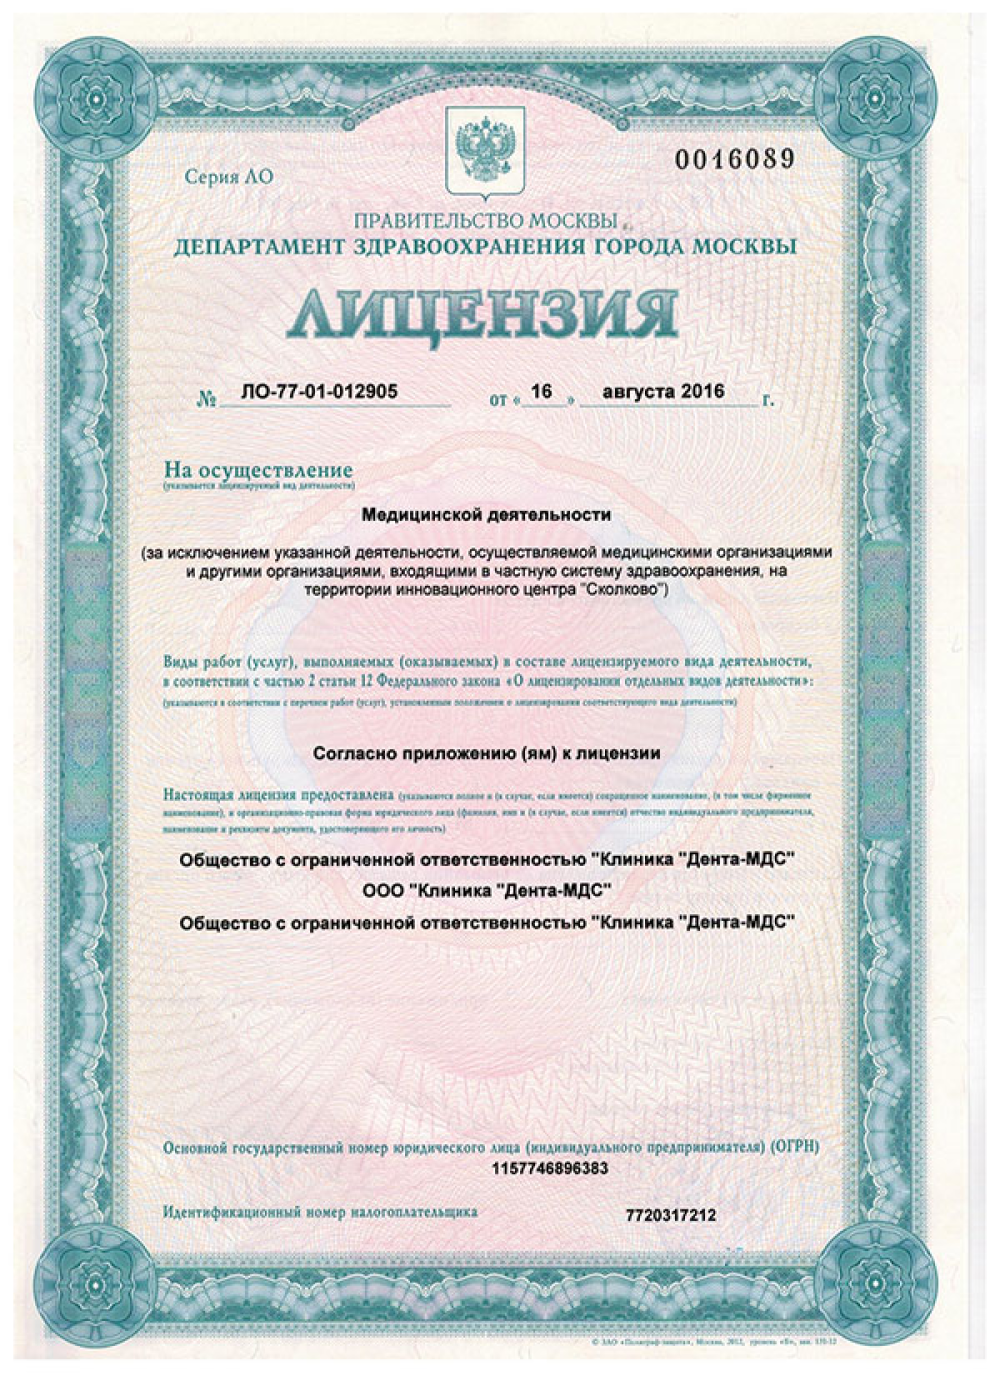 Серия ЛО
0016089
ПРАВИТЕЛЬСТВО МОСКВЫ
ДЕПАРТАМЕНТ ЗДРАВООХРАНЕНИЯ ГОРОДА МОСКВЫ
ЛИЦЕНЗИЯ
№ ЛО-77-01-012905 от « 16 » августа 2016 г.
На осуществление
(указывается лицензируемый вид деятельности)
Медицинской деятельности
(за исключением указанной деятельности, осуществляемой медицинскими организациями
и другими организациями, входящими в частную систему здравоохранения, на
территории инновационного центра "Сколково")
Виды работ (услуг), выполняемых (оказываемых) в составе лицензируемого вида деятельности,
в соответствии с частью 2 статьи 12 Федерального закона «О лицензировании отдельных видов деятельности»:
(указываются в соответствии с перечнем работ (услуг), установленным положением о лицензировании соответствующего вида деятельности)
Согласно приложению (ям) к лицензии
Настоящая лицензия предоставлена (указываются полное и (в случае, если имеется) сокращенное наименование, (в том числе фирменное
наименование), и организационно-правовая форма юридического лица (фамилия, имя и (в случае, если имеется) отчество индивидуального предпринимателя,
наименование и реквизиты документа, удостоверяющего его личность)
Общество с ограниченной ответственностью "Клиника "Дента-МДС"
ООО "Клиника "Дента-МДС"
Общество с ограниченной ответственностью "Клиника "Дента-МДС"
Основной государственный номер юридического лица (индивидуального предпринимателя) (ОГРН)
1157746896383
Идентификационный номер налогоплательщика 7720317212
© ЗАО «Полиграф-защита», Москва, 2012, уровень «Б»,